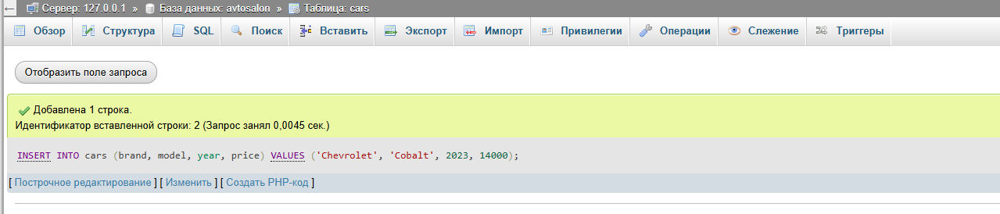 ← Сервер: 127.0.0.1 » База данных: avtosalon » Таблица: cars
Обзор Структура SQL Поиск Вставить Экспорт Импорт Привилегии Операции Слежение Триггеры
Отобразить поле запроса
Добавлена 1 строка.
Идентификатор вставленной строки: 2 (Запрос занял 0,0045 сек.)
INSERT INTO cars (brand, model, year, price) VALUES ('Chevrolet', 'Cobalt', 2023, 14000);
[ Построчное редактирование ] [ Изменить ] [ Создать PHP-код ]